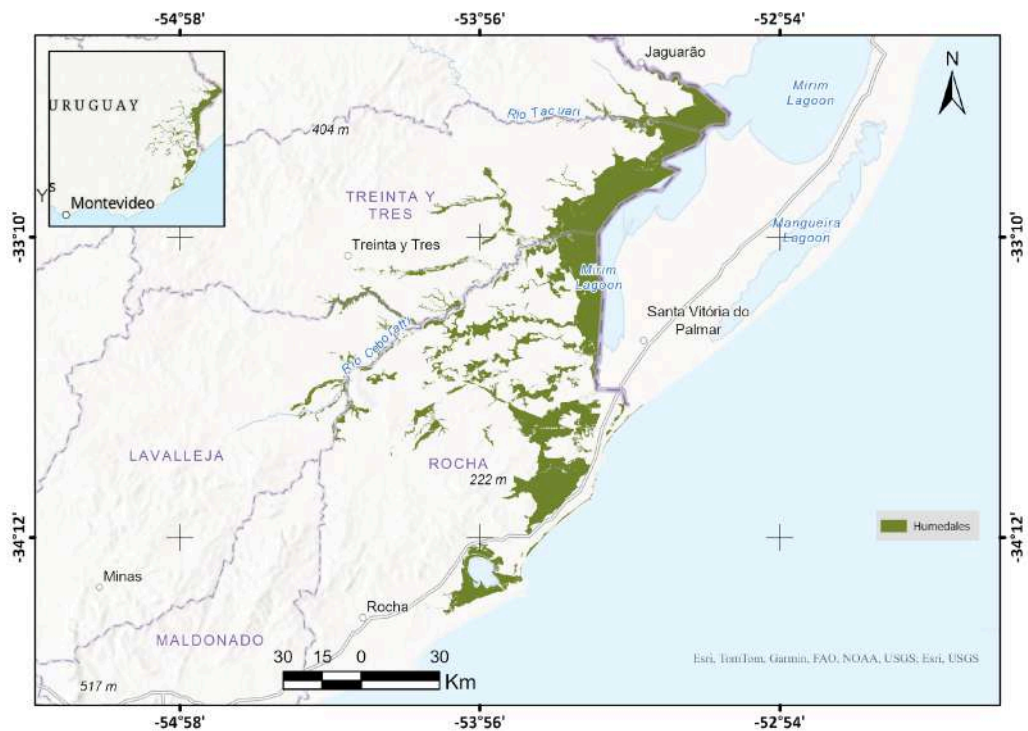 -54°58'
-53°56'
-52°54'
URUGUAY
Montevideo
Jaguarão
N
Mirim
Lagoon
Río Tacuarí
404 m
TREINTA Y
TRES
Mangueira
Lagoon
-33°10'
-33°10'
Treinta y Tres
Mirim
Lagoon
Santa Vitória do
Palmar
Río Cebollatí
LAVALLEJA
ROCHA
222 m
Humedales
-34°12'
-34°12'
Minas
Rocha
MALDONADO
Esri, TomTom, Garmin, FAO, NOAA, USGS; Esri, USGS
30 15 0 30
Km
517 m
-54°58'
-53°56'
-52°54'